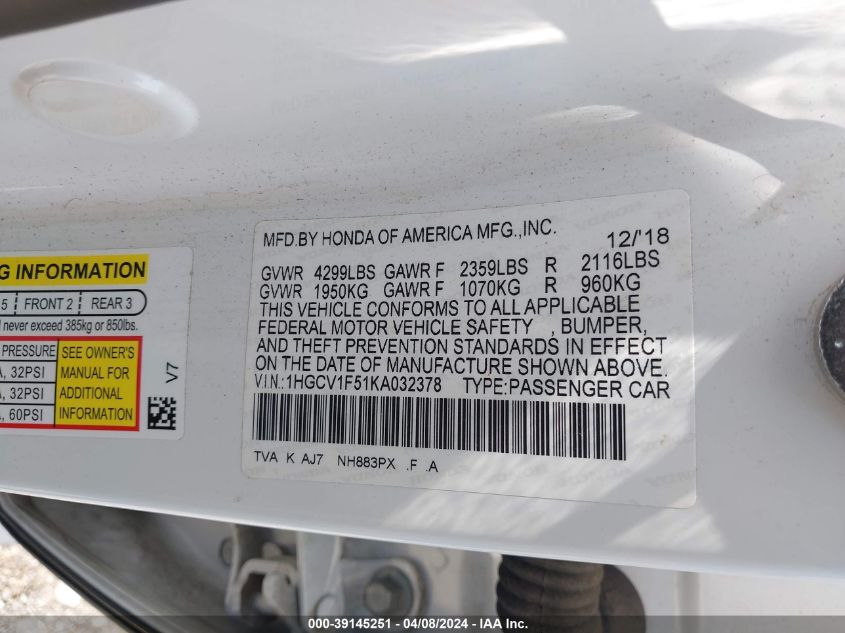 MFD.BY HONDA OF AMERICA MFG.,INC. 12/'18
GVWR 4299LBS GAWR F 2359LBS R 2116LBS
GVWR 1950KG GAWR F 1070KG R 960KG
THIS VEHICLE CONFORMS TO ALL APPLICABLE
FEDERAL MOTOR VEHICLE SAFETY , BUMPER,
AND THEFT PREVENTION STANDARDS IN EFFECT
ON THE DATE OF MANUFACTURE SHOWN ABOVE.
V.I.N.:1HGCV1F51KA032378 TYPE:PASSENGER CAR
TVA K AJ7 NH883PX .F .A
G INFORMATION
5 FRONT 2 REAR 3
never exceed 385kg or 850lbs.
PRESSURE
, 32PSI
, 32PSI
, 60PSI
SEE OWNER'S
MANUAL FOR
ADDITIONAL
INFORMATION
V7
000-39145251 - 04/08/2024 - IAA Inc.